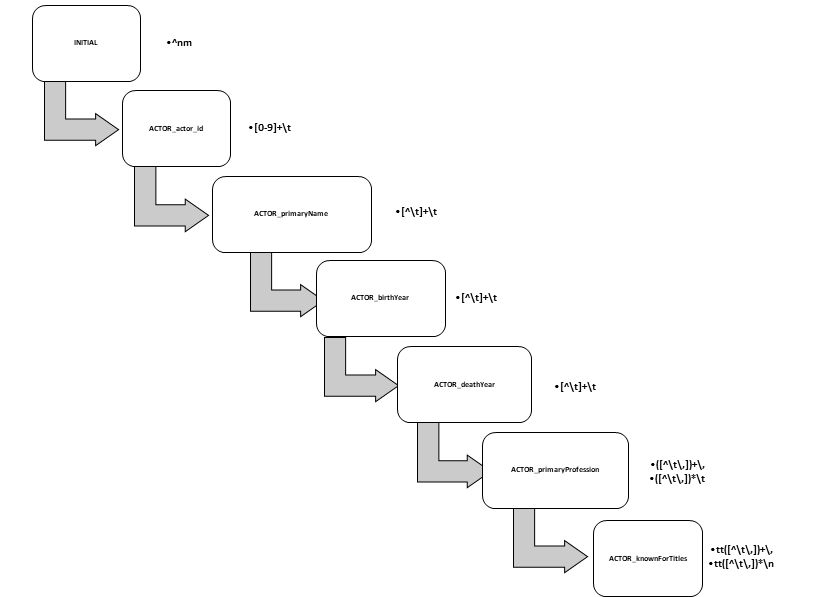 INITIAL
•^nm
ACTOR_actor_id
•[0-9]+\t
ACTOR_primaryName
•[^\t]+\t
ACTOR_birthYear
•[^\t]+\t
ACTOR_deathYear
•[^\t]+\t
ACTOR_primaryProfession
•([^\t\,])+\,
•([^\t\,])*\t
ACTOR_knownForTitles
•tt([^\t\,])+\,
•tt([^\t\,])*\n